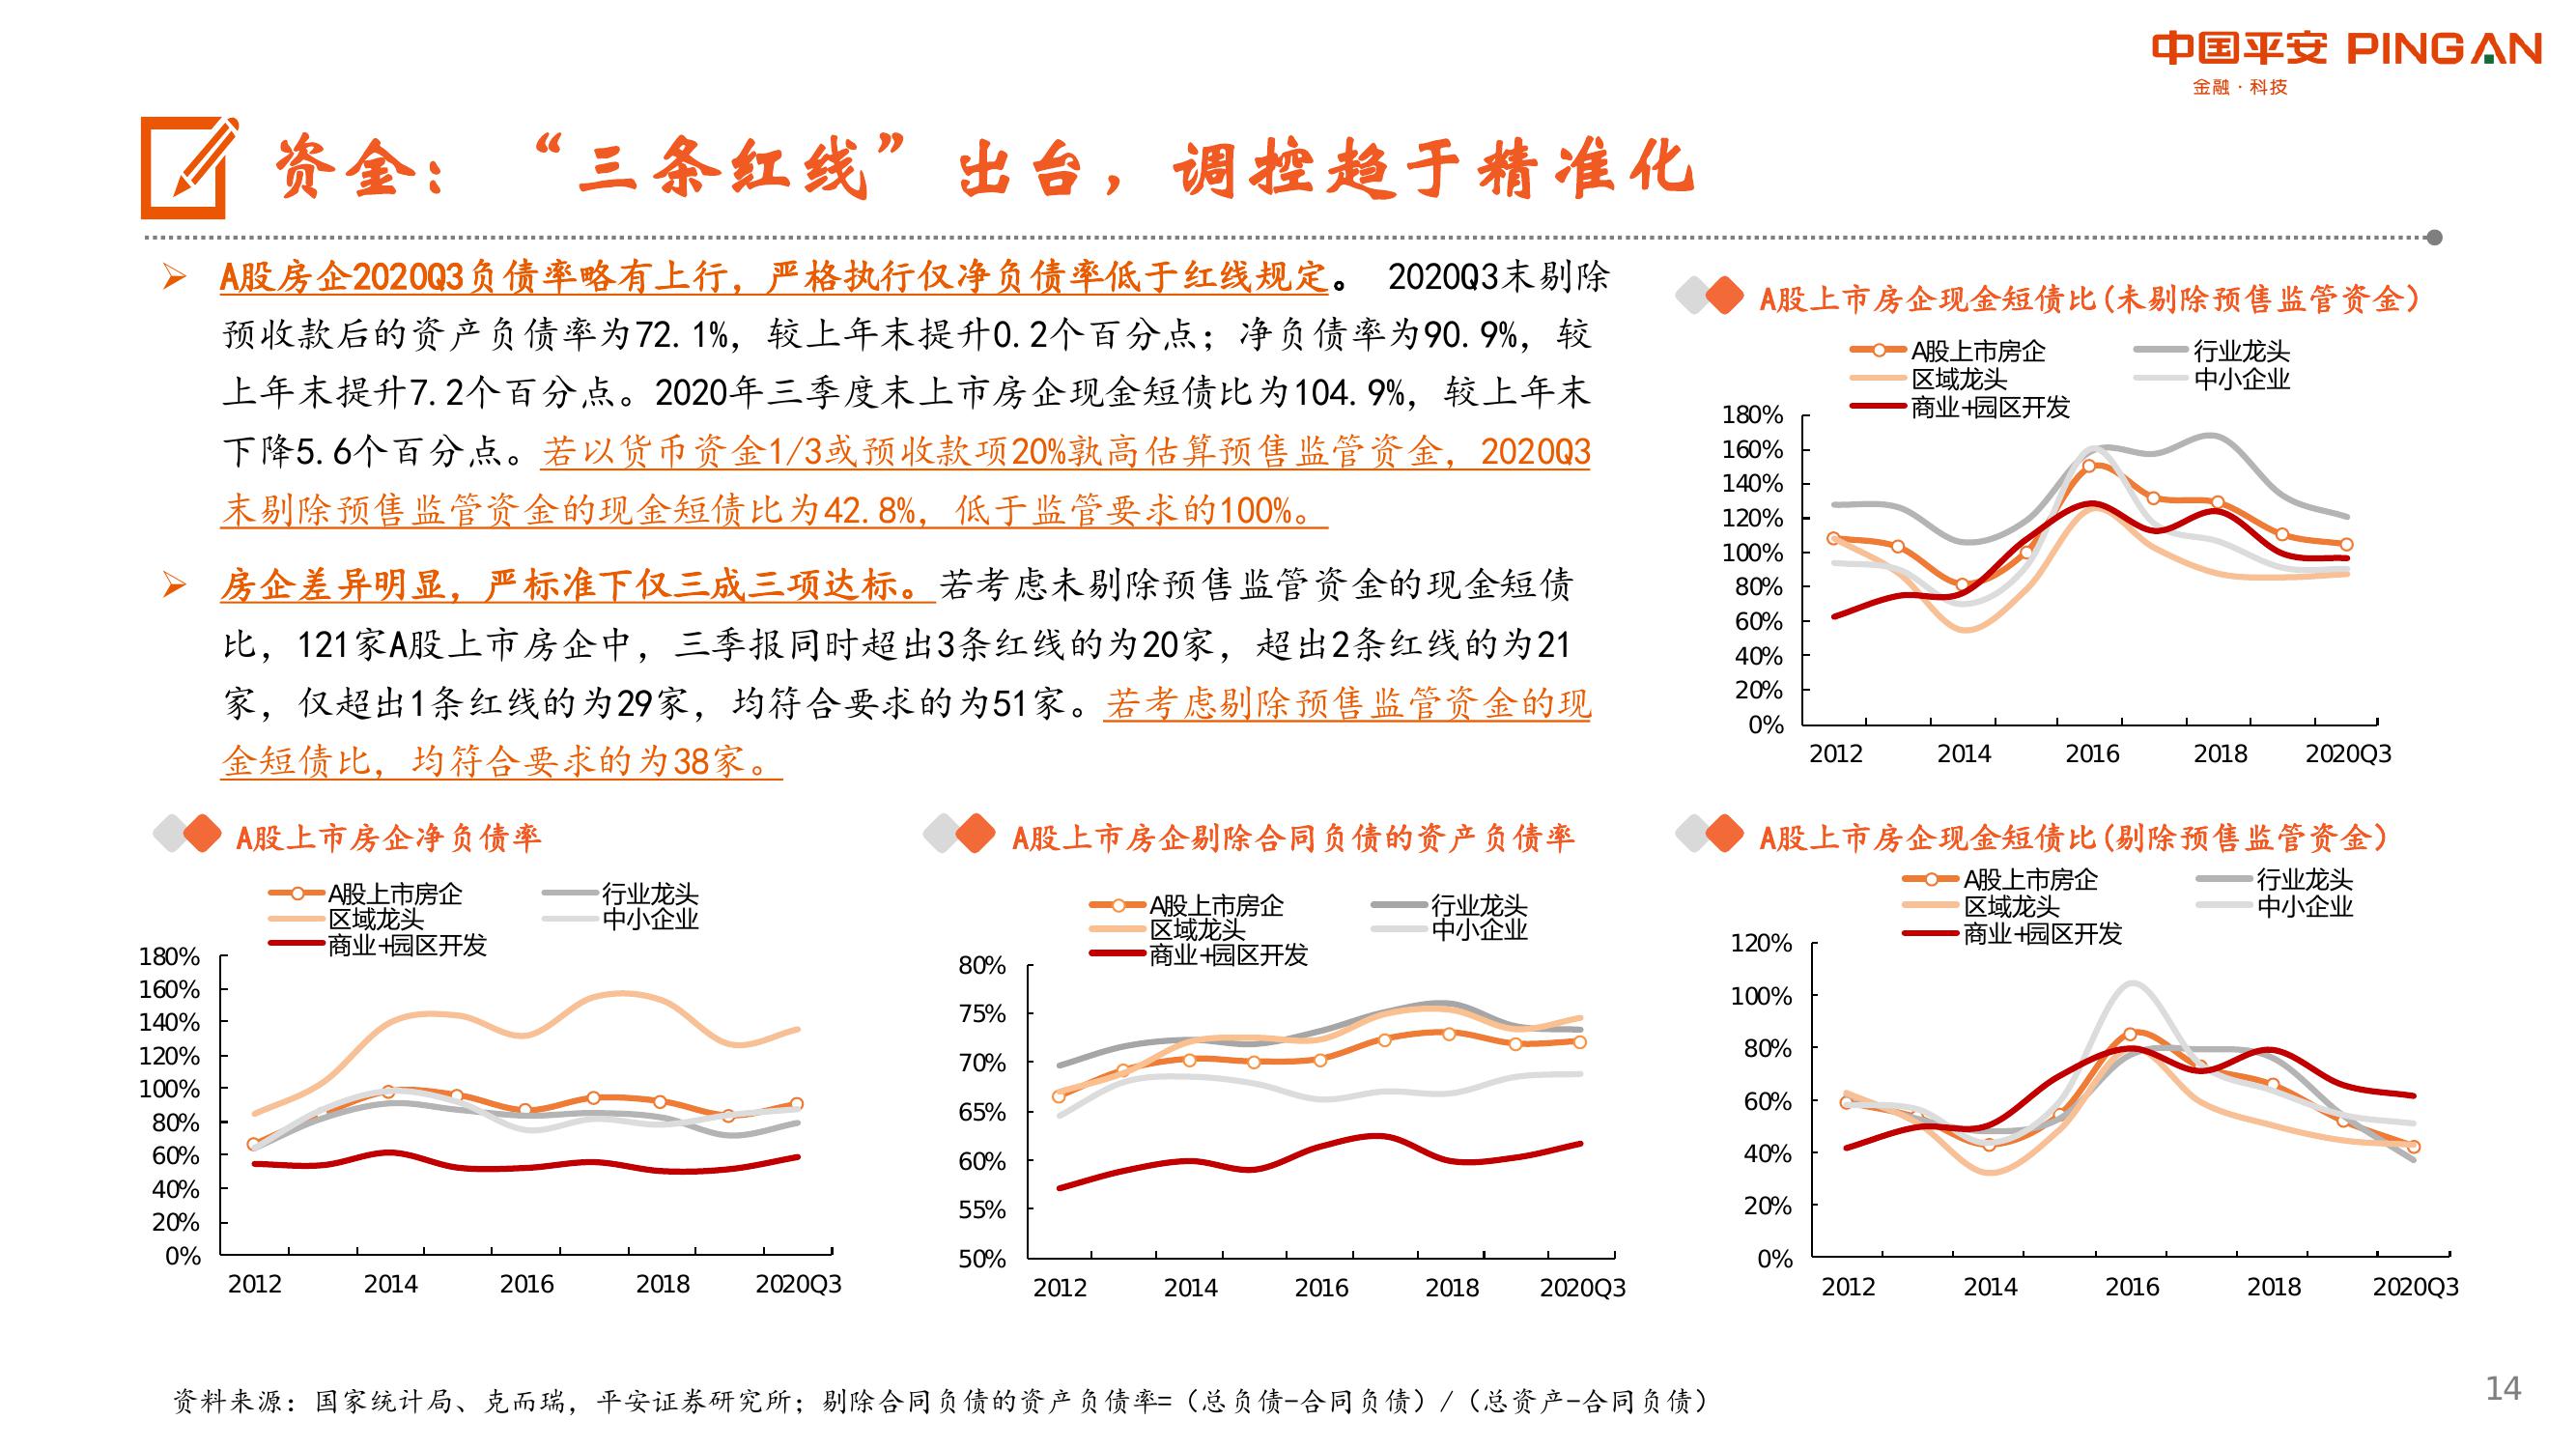 中国平安 PINGAN
金融·科技
资金：“三条红线”出台，调控趋于精准化
A股房企2020Q3负债率略有上行，严格执行仅净负债率低于红线规定。 2020Q3末剔除
预收款后的资产负债率为72.1%，较上年末提升0.2个百分点；净负债率为90.9%，较
上年末提升7.2个百分点。2020年三季度末上市房企现金短债比为104.9%，较上年末
下降5.6个百分点。若以货币资金1/3或预收款项20%孰高估算预售监管资金，2020Q3
末剔除预售监管资金的现金短债比为42.8%，低于监管要求的100%。
房企差异明显，严标准下仅三成三项达标。若考虑未剔除预售监管资金的现金短债
比，121家A股上市房企中，三季报同时超出3条红线的为20家，超出2条红线的为21
家，仅超出1条红线的为29家，均符合要求的为51家。若考虑剔除预售监管资金的现
金短债比，均符合要求的为38家。
A股上市房企现金短债比(未剔除预售监管资金)
A股上市房企 行业龙头
区域龙头 中小企业
商业+园区开发
180%
160%
140%
120%
100%
80%
60%
40%
20%
0%
2012 2014 2016 2018 2020Q3
A股上市房企净负债率
A股上市房企 行业龙头
区域龙头 中小企业
商业+园区开发
180%
160%
140%
120%
100%
80%
60%
40%
20%
0%
2012 2014 2016 2018 2020Q3
A股上市房企剔除合同负债的资产负债率
A股上市房企 行业龙头
区域龙头 中小企业
商业+园区开发
80%
75%
70%
65%
60%
55%
50%
2012 2014 2016 2018 2020Q3
A股上市房企现金短债比(剔除预售监管资金)
A股上市房企 行业龙头
区域龙头 中小企业
商业+园区开发
120%
100%
80%
60%
40%
20%
0%
2012 2014 2016 2018 2020Q3
资料来源：国家统计局、克而瑞，平安证券研究所；剔除合同负债的资产负债率=（总负债-合同负债）/（总资产-合同负债）
14